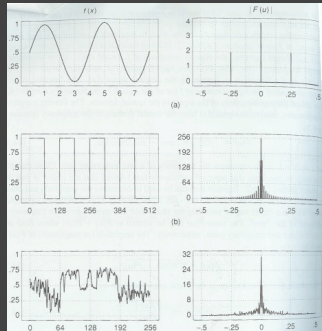 f(x) |F(u)|
1 .75 .5 .25 0
0 1 2 3 4 5 6 7 8
4 3 2 1 0
-.5 -.25 0 .25 .5
(a)
1 .75 .5 .25 0
0 128 256 384 512
256 192 128 64 0
-.5 -.25 0 .25 .5
(b)
1 .75 .5 .25 0
0 64 128 192 256
32 24 16 8 0
-.5 -.25 0 .25 .5